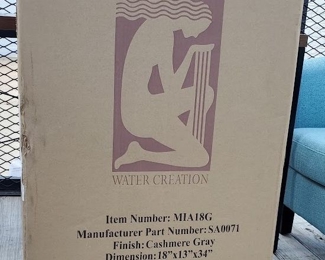 WATER CREATION
Item Number: MIA18G
Manufacturer Part Number: SA0071
Finish: Cashmere Gray
Dimension: 18"x13"x34"